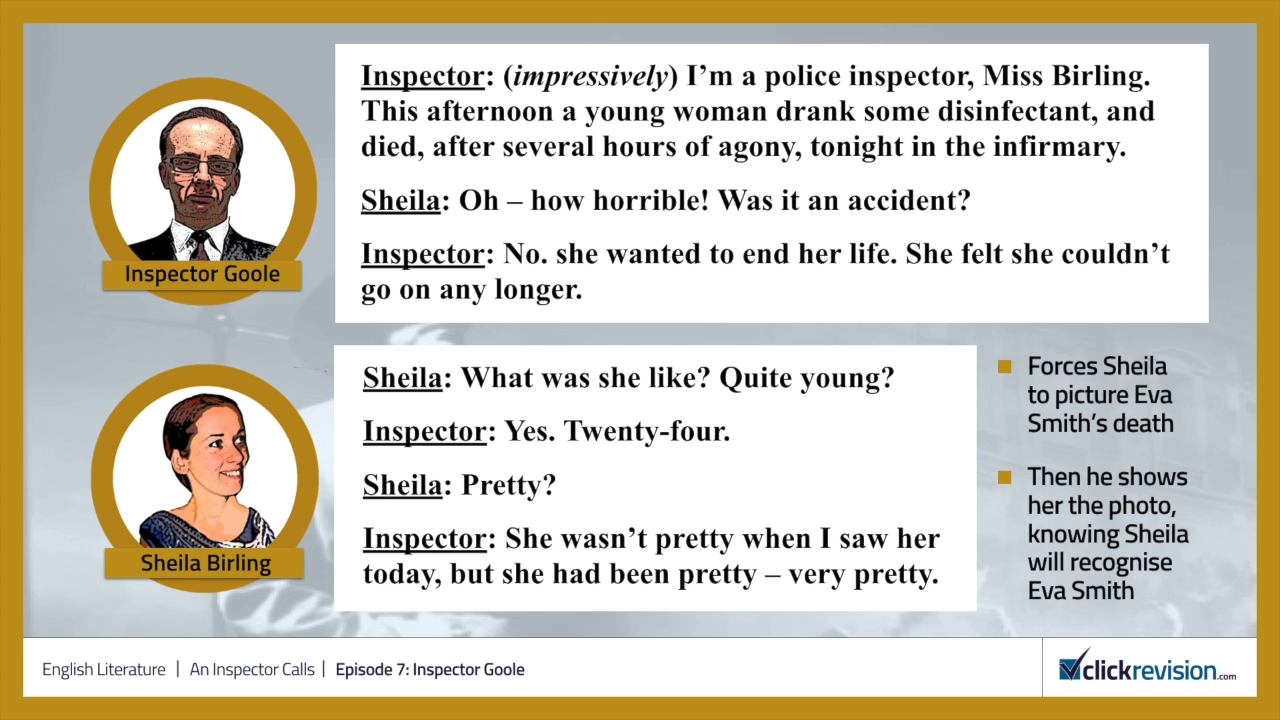 Inspector: (impressively) I’m a police inspector, Miss Birling.
This afternoon a young woman drank some disinfectant, and
died, after several hours of agony, tonight in the infirmary.
Sheila: Oh – how horrible! Was it an accident?
Inspector: No. she wanted to end her life. She felt she couldn’t
go on any longer.
Inspector Goole
Sheila: What was she like? Quite young?
Inspector: Yes. Twenty-four.
Sheila: Pretty?
Inspector: She wasn’t pretty when I saw her
today, but she had been pretty – very pretty.
Sheila Birling
Forces Sheila
to picture Eva
Smith’s death
Then he shows
her the photo,
knowing Sheila
will recognise
Eva Smith
English Literature | An Inspector Calls | Episode 7: Inspector Goole
clickrevision.com